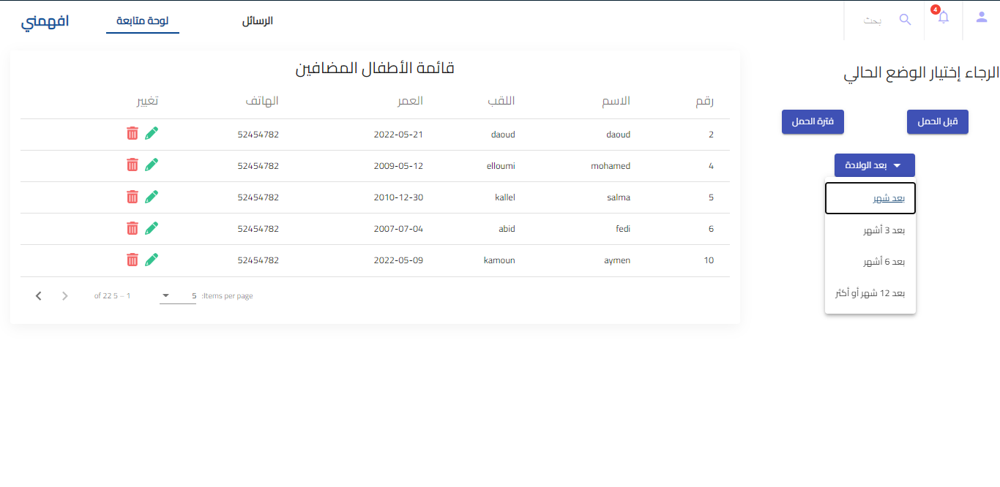 افهمني
لوحة متابعة
الرسائل
بحث
4
الرجاء إختيار الوضع الحالي
قبل الحمل
فترة الحمل
بعد الولادة
بعد شهر
بعد 3 أشهر
بعد 6 أشهر
بعد 12 شهر أو أكثر
قائمة الأطفال المضافين
رقم الاسم اللقب العمر الهاتف تغيير
2 daoud daoud 2022-05-21 52454782
4 mohamed elloumi 2009-05-12 52454782
5 salma kallel 2010-12-30 52454782
6 fedi abid 2007-07-04 52454782
10 aymen kamoun 2022-05-09 52454782
:Items per page 5 of 22 5 – 1